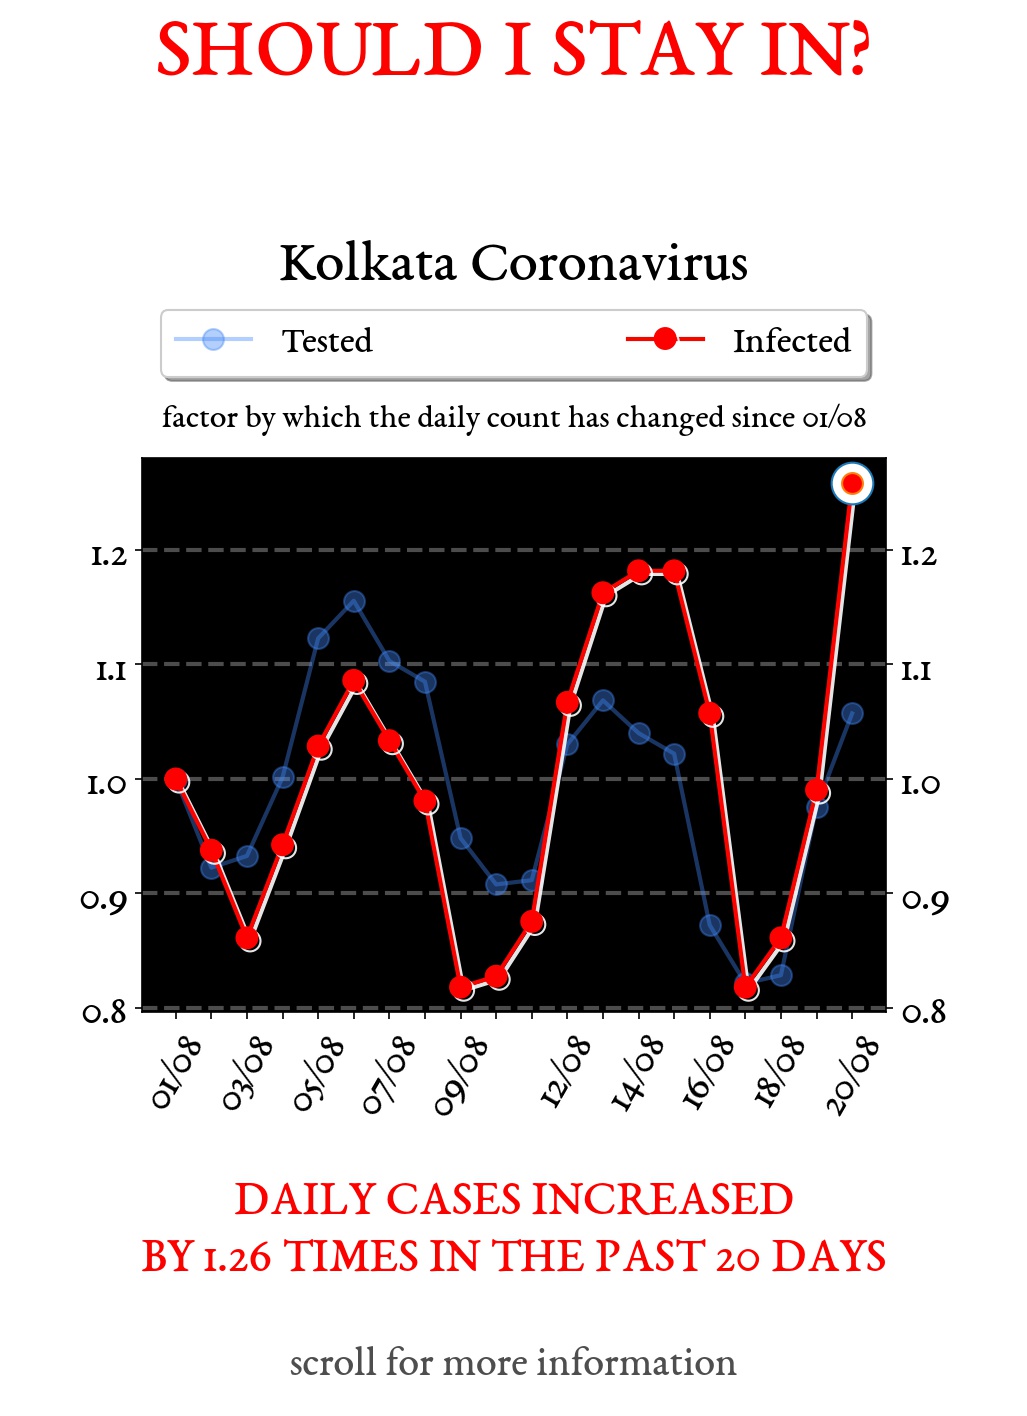 SHOULD I STAY IN?
Kolkata Coronavirus
Tested Infected
factor by which the daily count has changed since 01/08
1.2 1.2
1.1 1.1
1.0 1.0
0.9 0.9
0.8 0.8
01/08 03/08 05/08 07/08 09/08 12/08 14/08 16/08 18/08 20/08
DAILY CASES INCREASED
BY 1.26 TIMES IN THE PAST 20 DAYS
scroll for more information